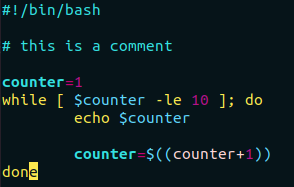 #!/bin/bash
# this is a comment
counter=1
while [ $counter -le 10 ]; do
        echo $counter
        counter=$((counter+1))
done